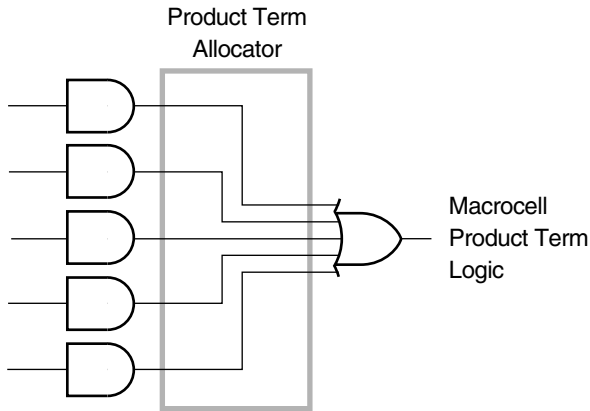 Product Term
Allocator
Macrocell
Product Term
Logic